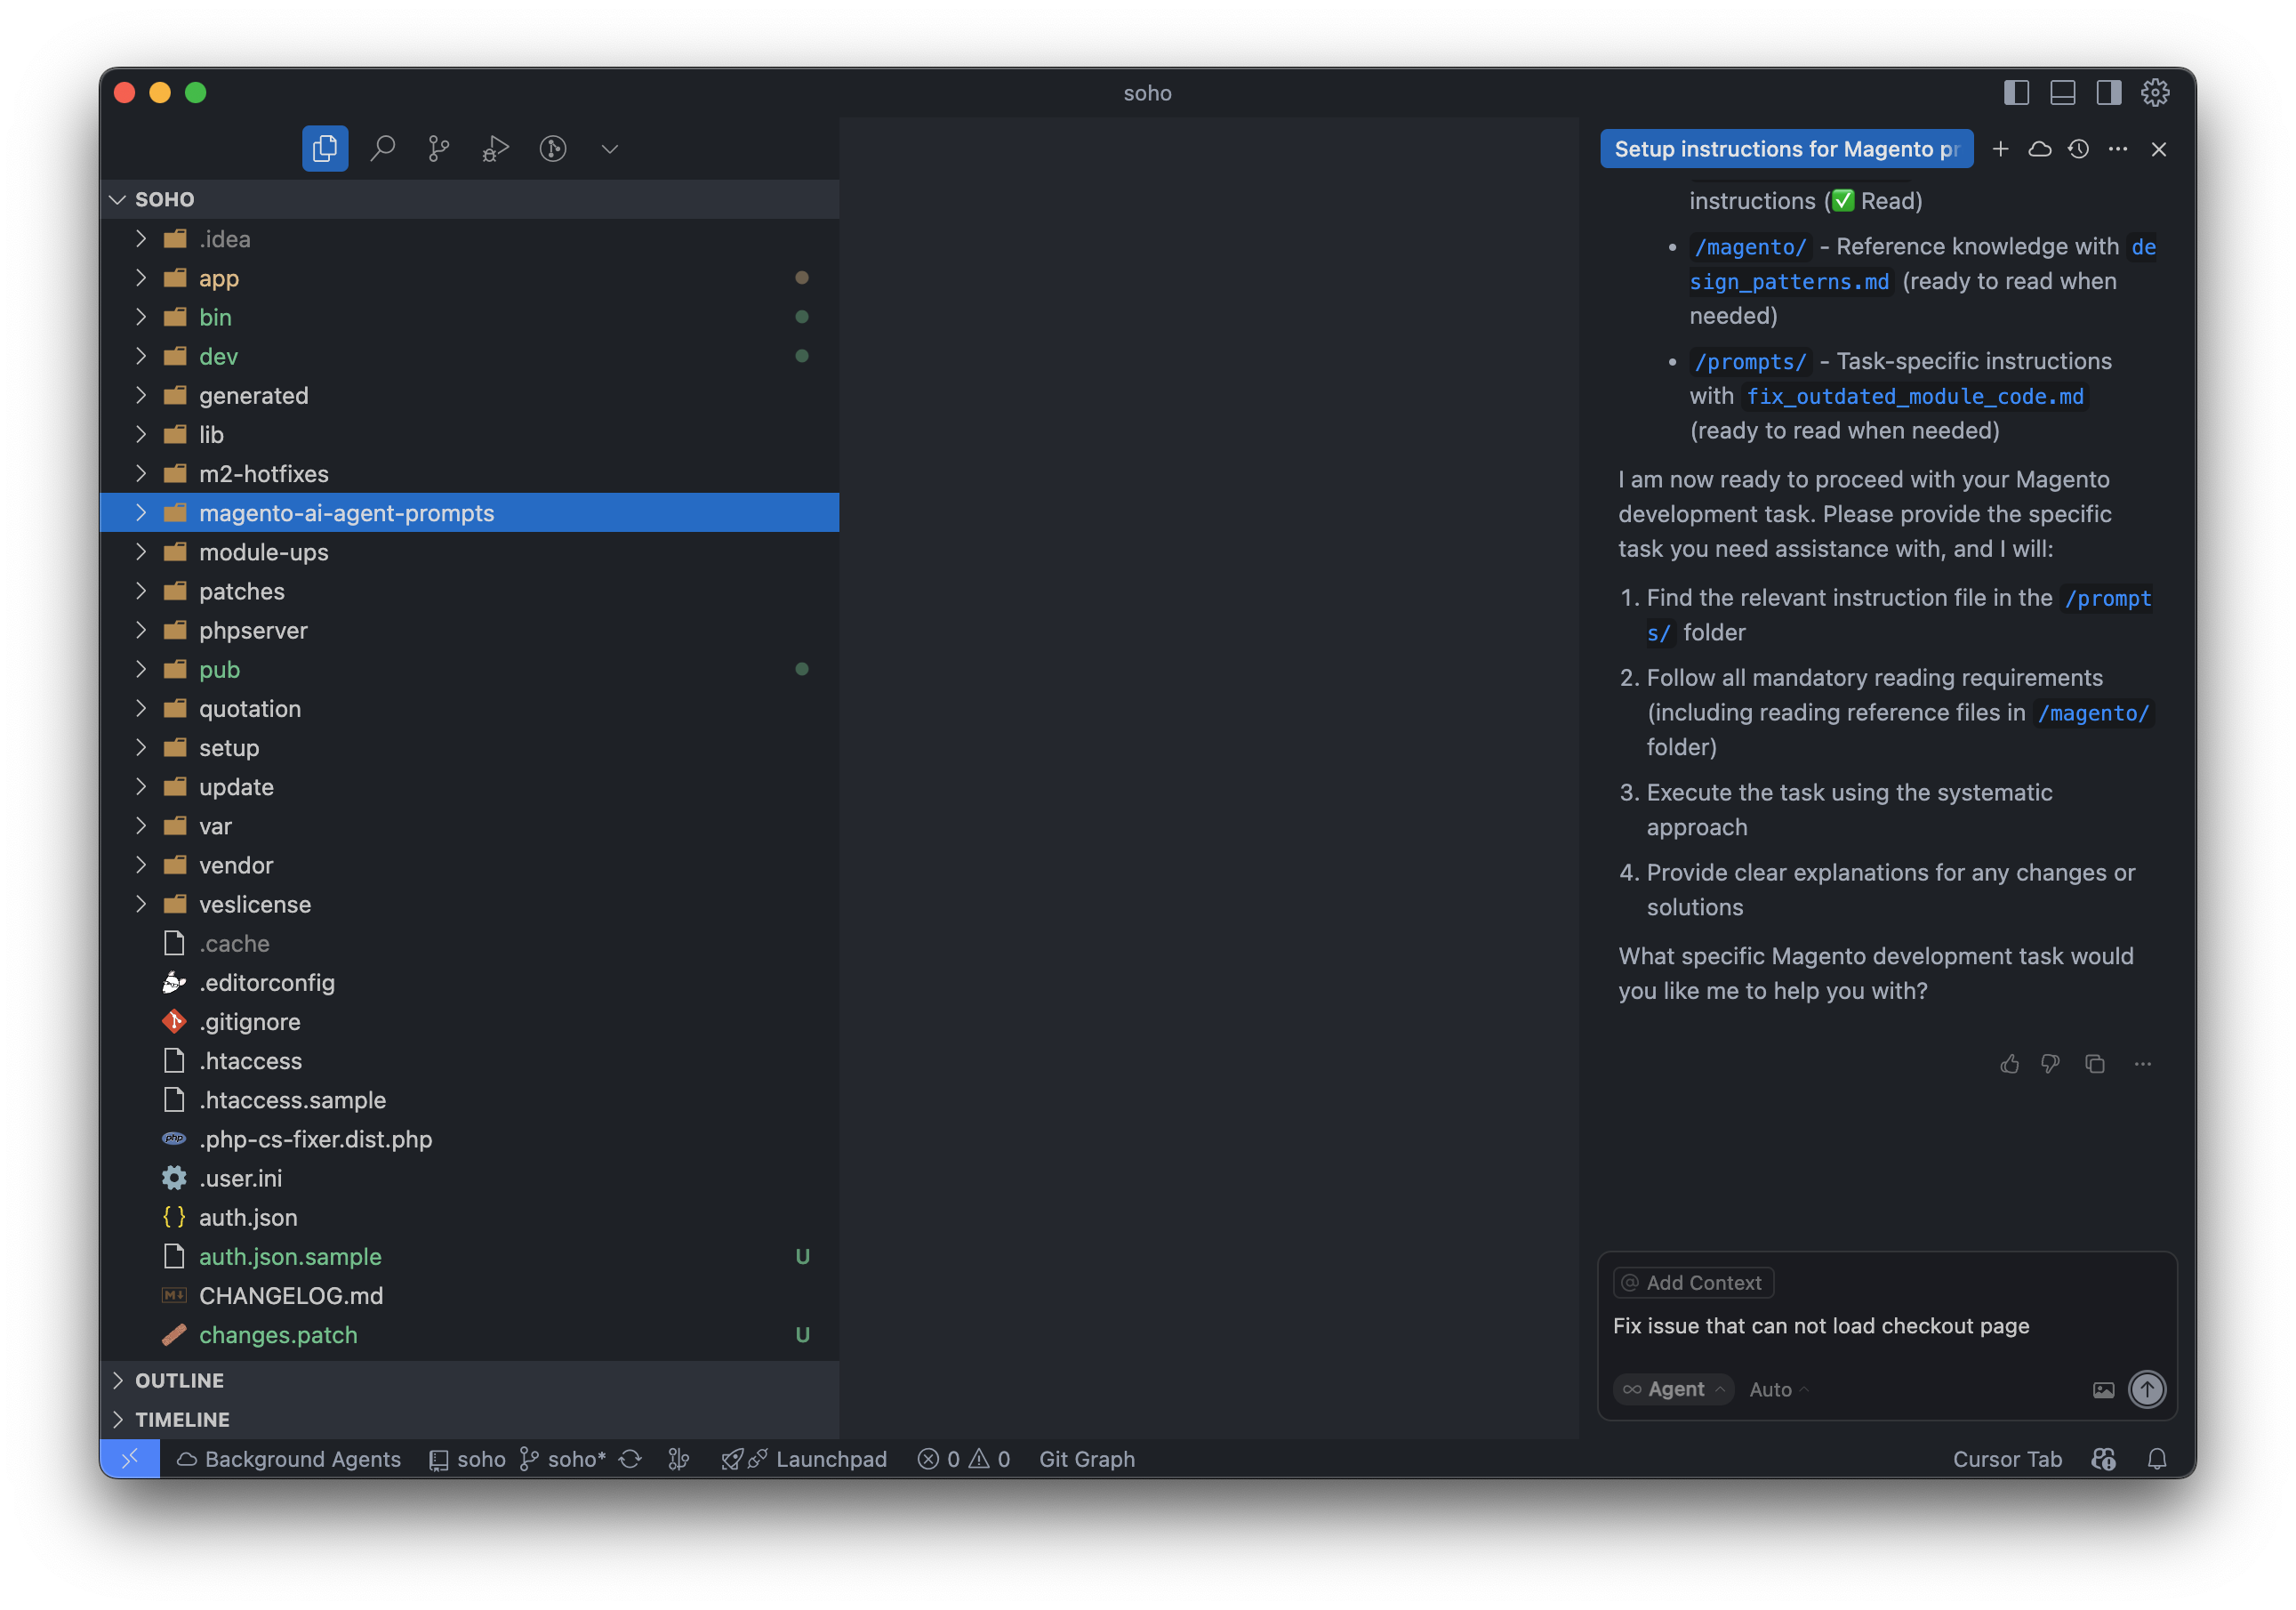 soho
SOHO
.idea
app
bin
dev
generated
lib
m2-hotfixes
magento-ai-agent-prompts
module-ups
patches
phpserver
pub
quotation
setup
update
var
vendor
veslicense
.cache
.editorconfig
.gitignore
.htaccess
.htaccess.sample
php .php-cs-fixer.dist.php
.user.ini
{} auth.json
auth.json.sample U
M↓ CHANGELOG.md
changes.patch U
OUTLINE
TIMELINE
Setup instructions for Magento pr
instructions (✅ Read)
• /magento/ - Reference knowledge with de
sign_patterns.md (ready to read when
needed)
• /prompts/ - Task-specific instructions
with fix_outdated_module_code.md
(ready to read when needed)
I am now ready to proceed with your Magento
development task. Please provide the specific
task you need assistance with, and I will:
1. Find the relevant instruction file in the /prompt
s/ folder
2. Follow all mandatory reading requirements
(including reading reference files in /magento/
folder)
3. Execute the task using the systematic
approach
4. Provide clear explanations for any changes or
solutions
What specific Magento development task would
you like me to help you with?
@ Add Context
Fix issue that can not load checkout page
∞ Agent Auto
Background Agents soho soho* Launchpad 0 0 Git Graph Cursor Tab